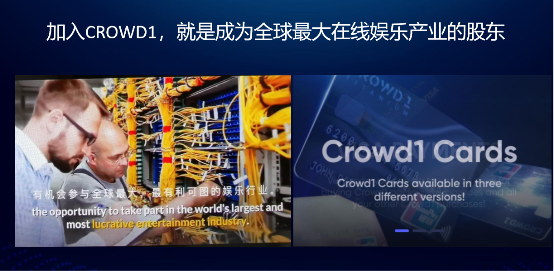 加入CROWD1，就是成为全球最大在线娱乐产业的股东
有机会参与全球最大，最有利可图的娱乐行业。
the opportunity to take part in the world's largest and
most lucrative entertainment industry.
CROWD1
Crowd1 Cards
Crowd1 Cards available in three
different versions!